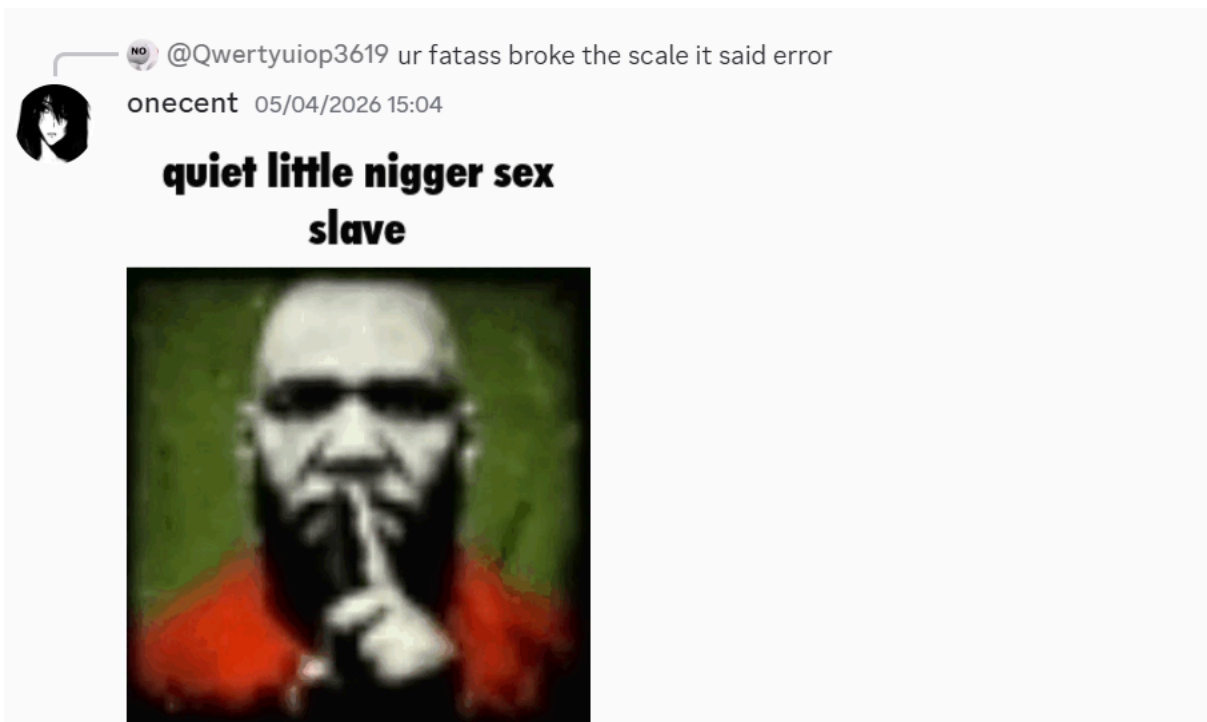 NO
@Qwertyuiop3619 ur fatass broke the scale it said error
onecent 05/04/2026 15:04
quiet little nigger sex
slave